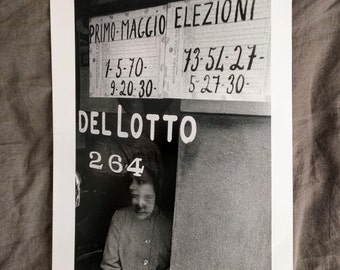 PRIMO-MAGGIO
1-5-70-
9-20-30-
ELEZIONI
73-54-27-
5-27-30-
DEL LOTTO
264